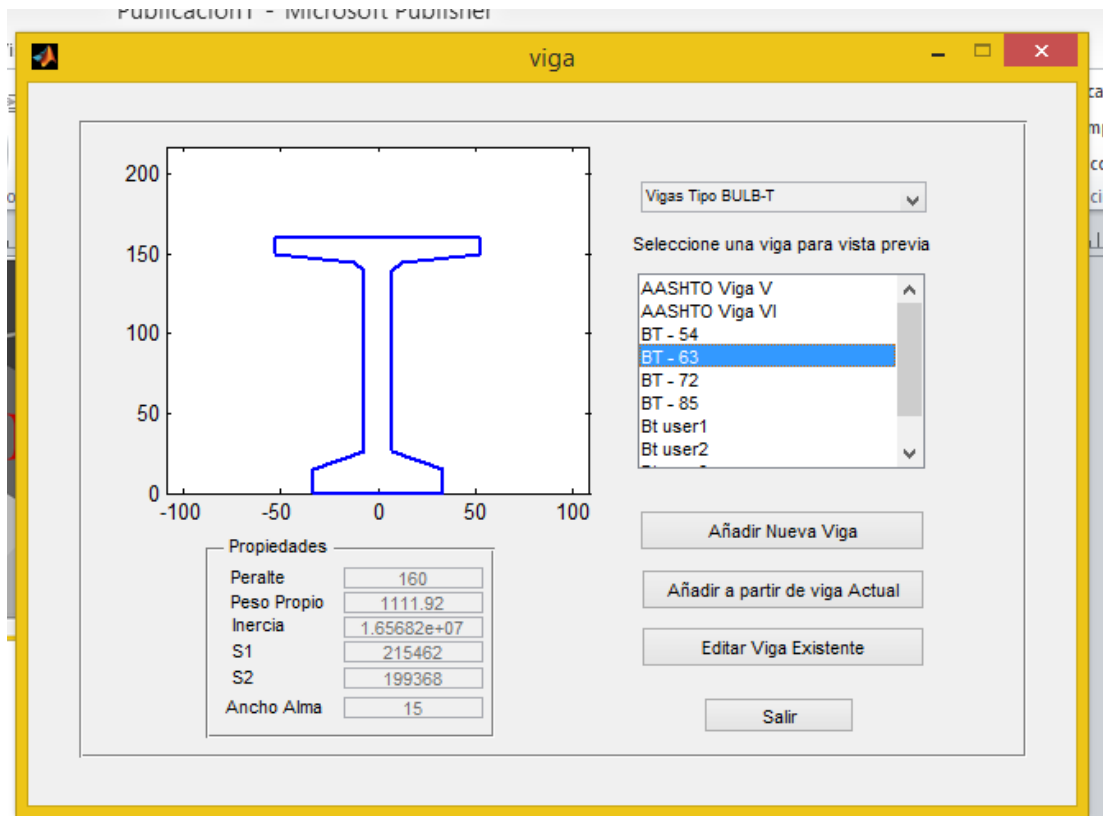 Publicacion1 - Microsoft Publisher
viga
200
150
100
50
0
-100 -50 0 50 100
Vigas Tipo BULB-T
Seleccione una viga para vista previa
AASHTO Viga V
AASHTO Viga VI
BT - 54
BT - 63
BT - 72
BT - 85
Bt user1
Bt user2
Propiedades
Peralte 160
Peso Propio 1111.92
Inercia 1.65682e+07
S1 215462
S2 199368
Ancho Alma 15
Añadir Nueva Viga
Añadir a partir de viga Actual
Editar Viga Existente
Salir